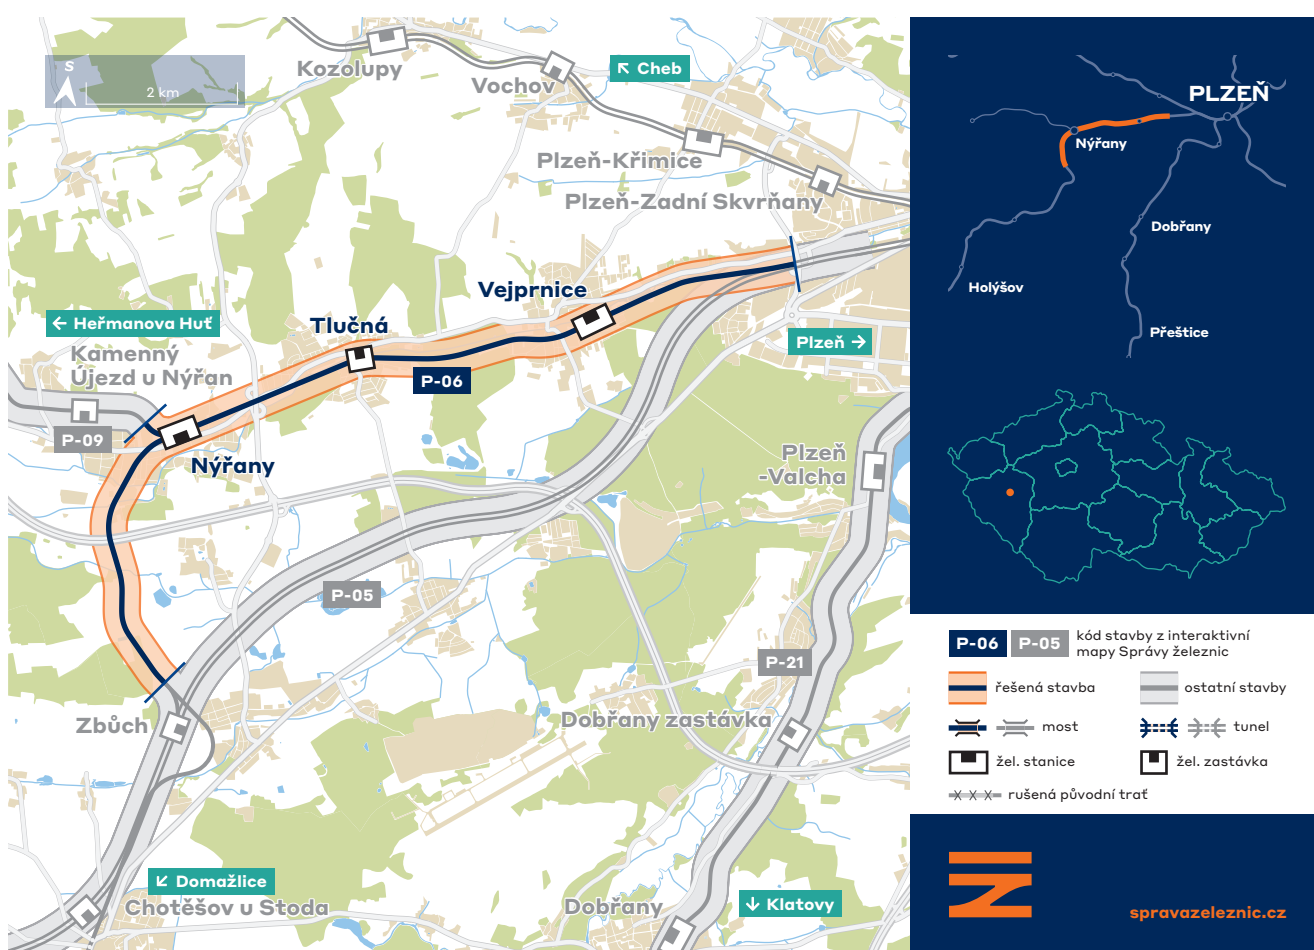 S
2 km
Kozolupy
Vochov
↖ Cheb
Plzeň-Křimice
Plzeň-Zadní Skvrňany
Vejprnice
← Heřmanova Huť
Tlučná
Plzeň →
Kamenný
Újezd u Nýřan
P-06
P-09
Nýřany
Plzeň
-Valcha
P-05
P-21
Zbůch
Dobřany zastávka
↙ Domažlice
Chotěšov u Stoda
Dobřany
↓ Klatovy
PLZEŇ
Nýřany
Dobřany
Holýšov
Přeštice
P-06 P-05 kód stavby z interaktivní
mapy Správy železnic
řešená stavba
ostatní stavby
most
tunel
žel. stanice
žel. zastávka
rušená původní trať
spravazeleznic.cz